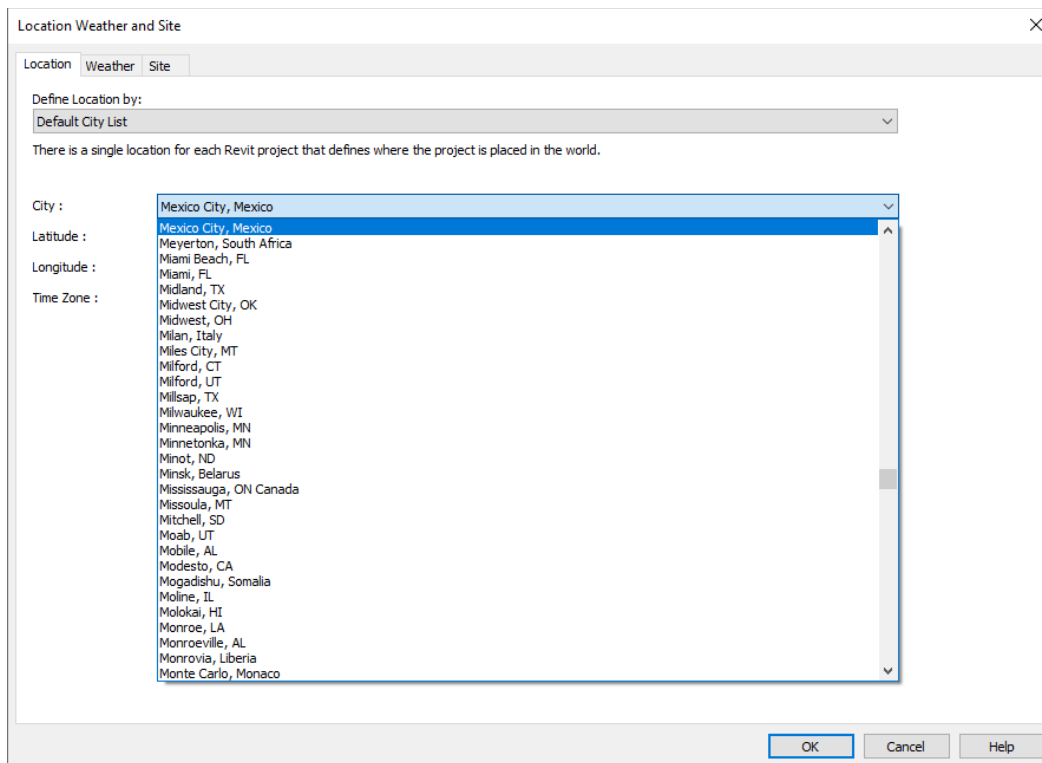 Location Weather and Site
Location Weather Site
Define Location by:
Default City List
There is a single location for each Revit project that defines where the project is placed in the world.
City : Mexico City, Mexico
Latitude :
Longitude :
Time Zone :
Mexico City, Mexico
Meyerton, South Africa
Miami Beach, FL
Miami, FL
Midland, TX
Midwest City, OK
Midwest, OH
Milan, Italy
Miles City, MT
Milford, CT
Milford, UT
Millsap, TX
Milwaukee, WI
Minneapolis, MN
Minnetonka, MN
Minot, ND
Minsk, Belarus
Mississauga, ON Canada
Missoula, MT
Mitchell, SD
Moab, UT
Mobile, AL
Modesto, CA
Mogadishu, Somalia
Moline, IL
Molokai, HI
Monroe, LA
Monroeville, AL
Monrovia, Liberia
Monte Carlo, Monaco
OK Cancel Help